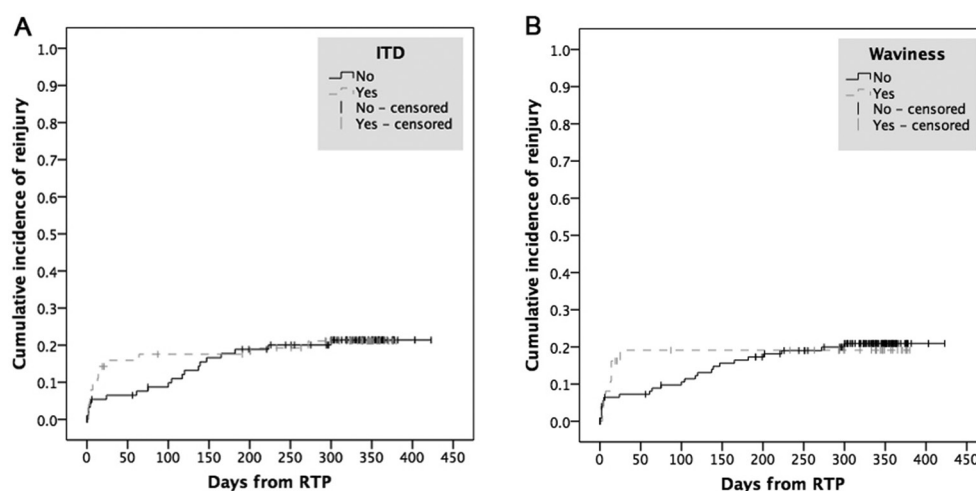 A
ITD
No
Yes
No – censored
Yes – censored
Cumulative incidence of reinjury
1.0
0.9
0.8
0.7
0.6
0.5
0.4
0.3
0.2
0.1
0.0
0 50 100 150 200 250 300 350 400 450
Days from RTP
B
Waviness
No
Yes
No – censored
Yes – censored
Cumulative incidence of reinjury
1.0
0.9
0.8
0.7
0.6
0.5
0.4
0.3
0.2
0.1
0.0
0 50 100 150 200 250 300 350 400 450
Days from RTP